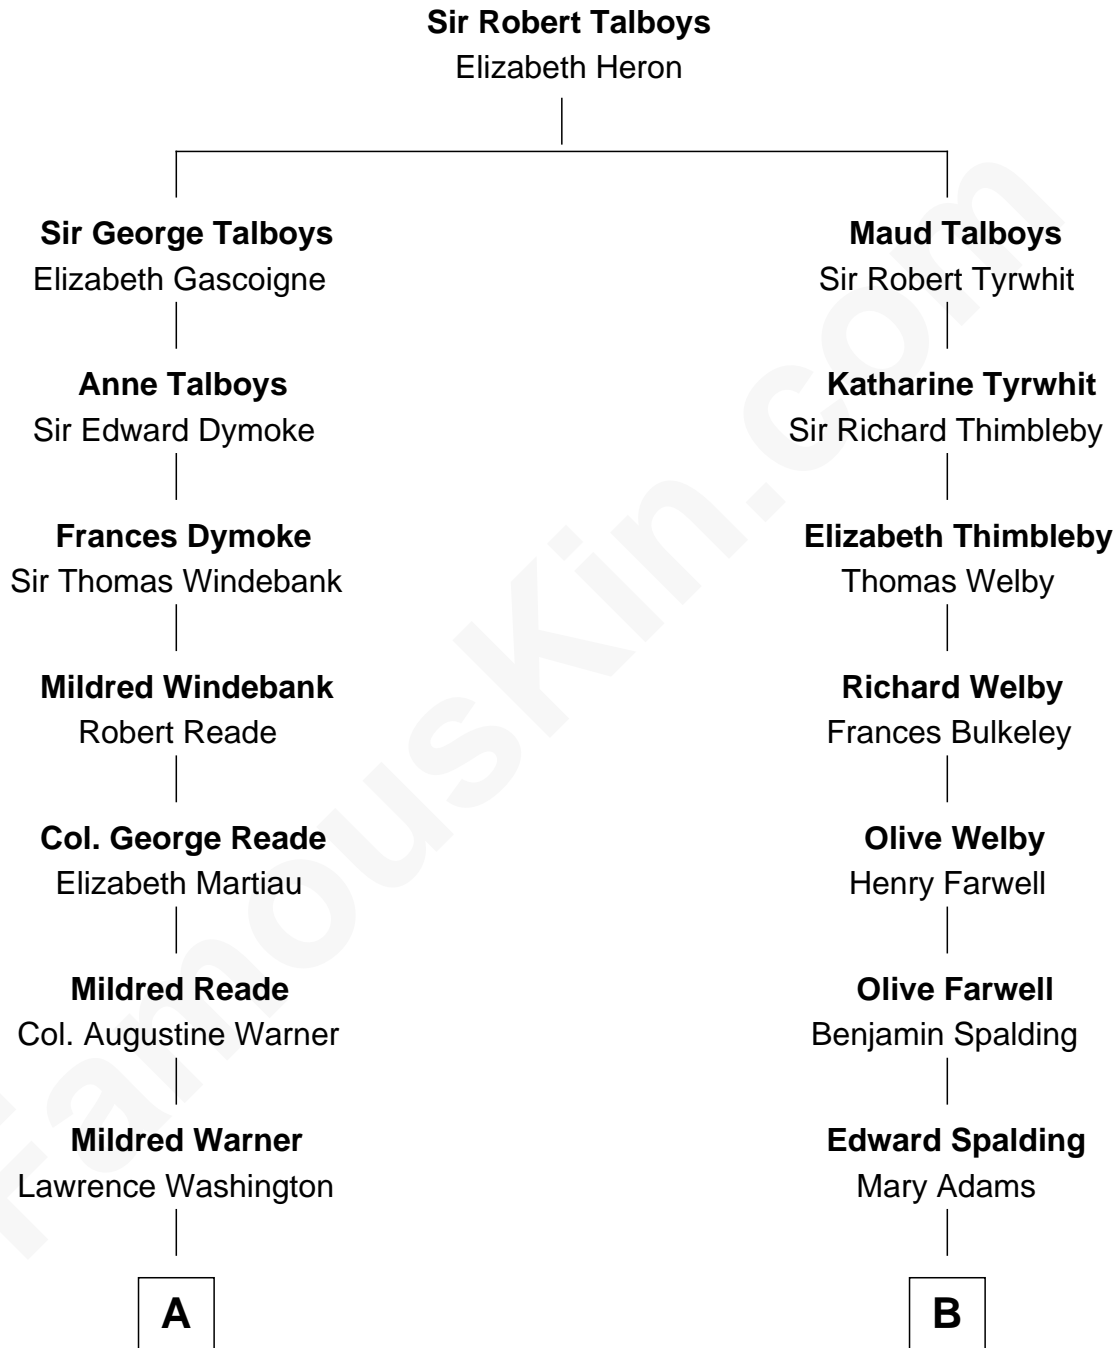 Sir Robert Talboys
Elizabeth Heron
Sir George Talboys
Elizabeth Gascoigne
Maud Talboys
Sir Robert Tyrwhit
Anne Talboys
Sir Edward Dymoke
Katharine Tyrwhit
Sir Richard Thimbleby
Frances Dymoke
Sir Thomas Windebank
Elizabeth Thimbleby
Thomas Welby
Mildred Windebank
Robert Reade
Richard Welby
Frances Bulkeley
Col. George Reade
Elizabeth Martiau
Olive Welby
Henry Farwell
Mildred Reade
Col. Augustine Warner
Olive Farwell
Benjamin Spalding
Mildred Warner
Lawrence Washington
Edward Spalding
Mary Adams
A
B
FamousKin.com